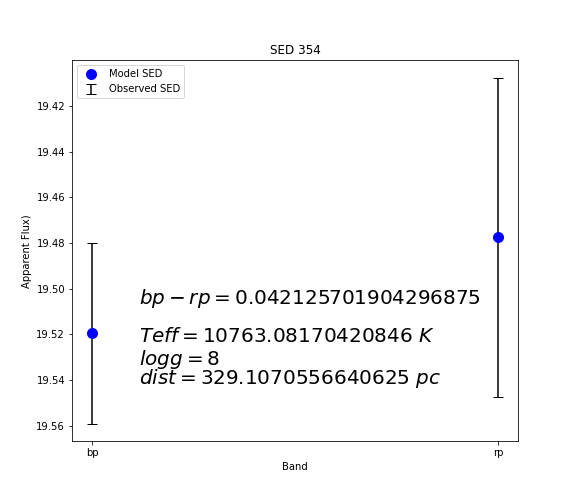 SED 354
Model SED
Observed SED
19.42
19.44
19.46
19.48
19.50
19.52
19.54
19.56
Apparent Flux)
bp − rp = 0.042125701904296875
Teff = 10763.08170420846 K
logg = 8
dist = 329.1070556640625 pc
bp
rp
Band